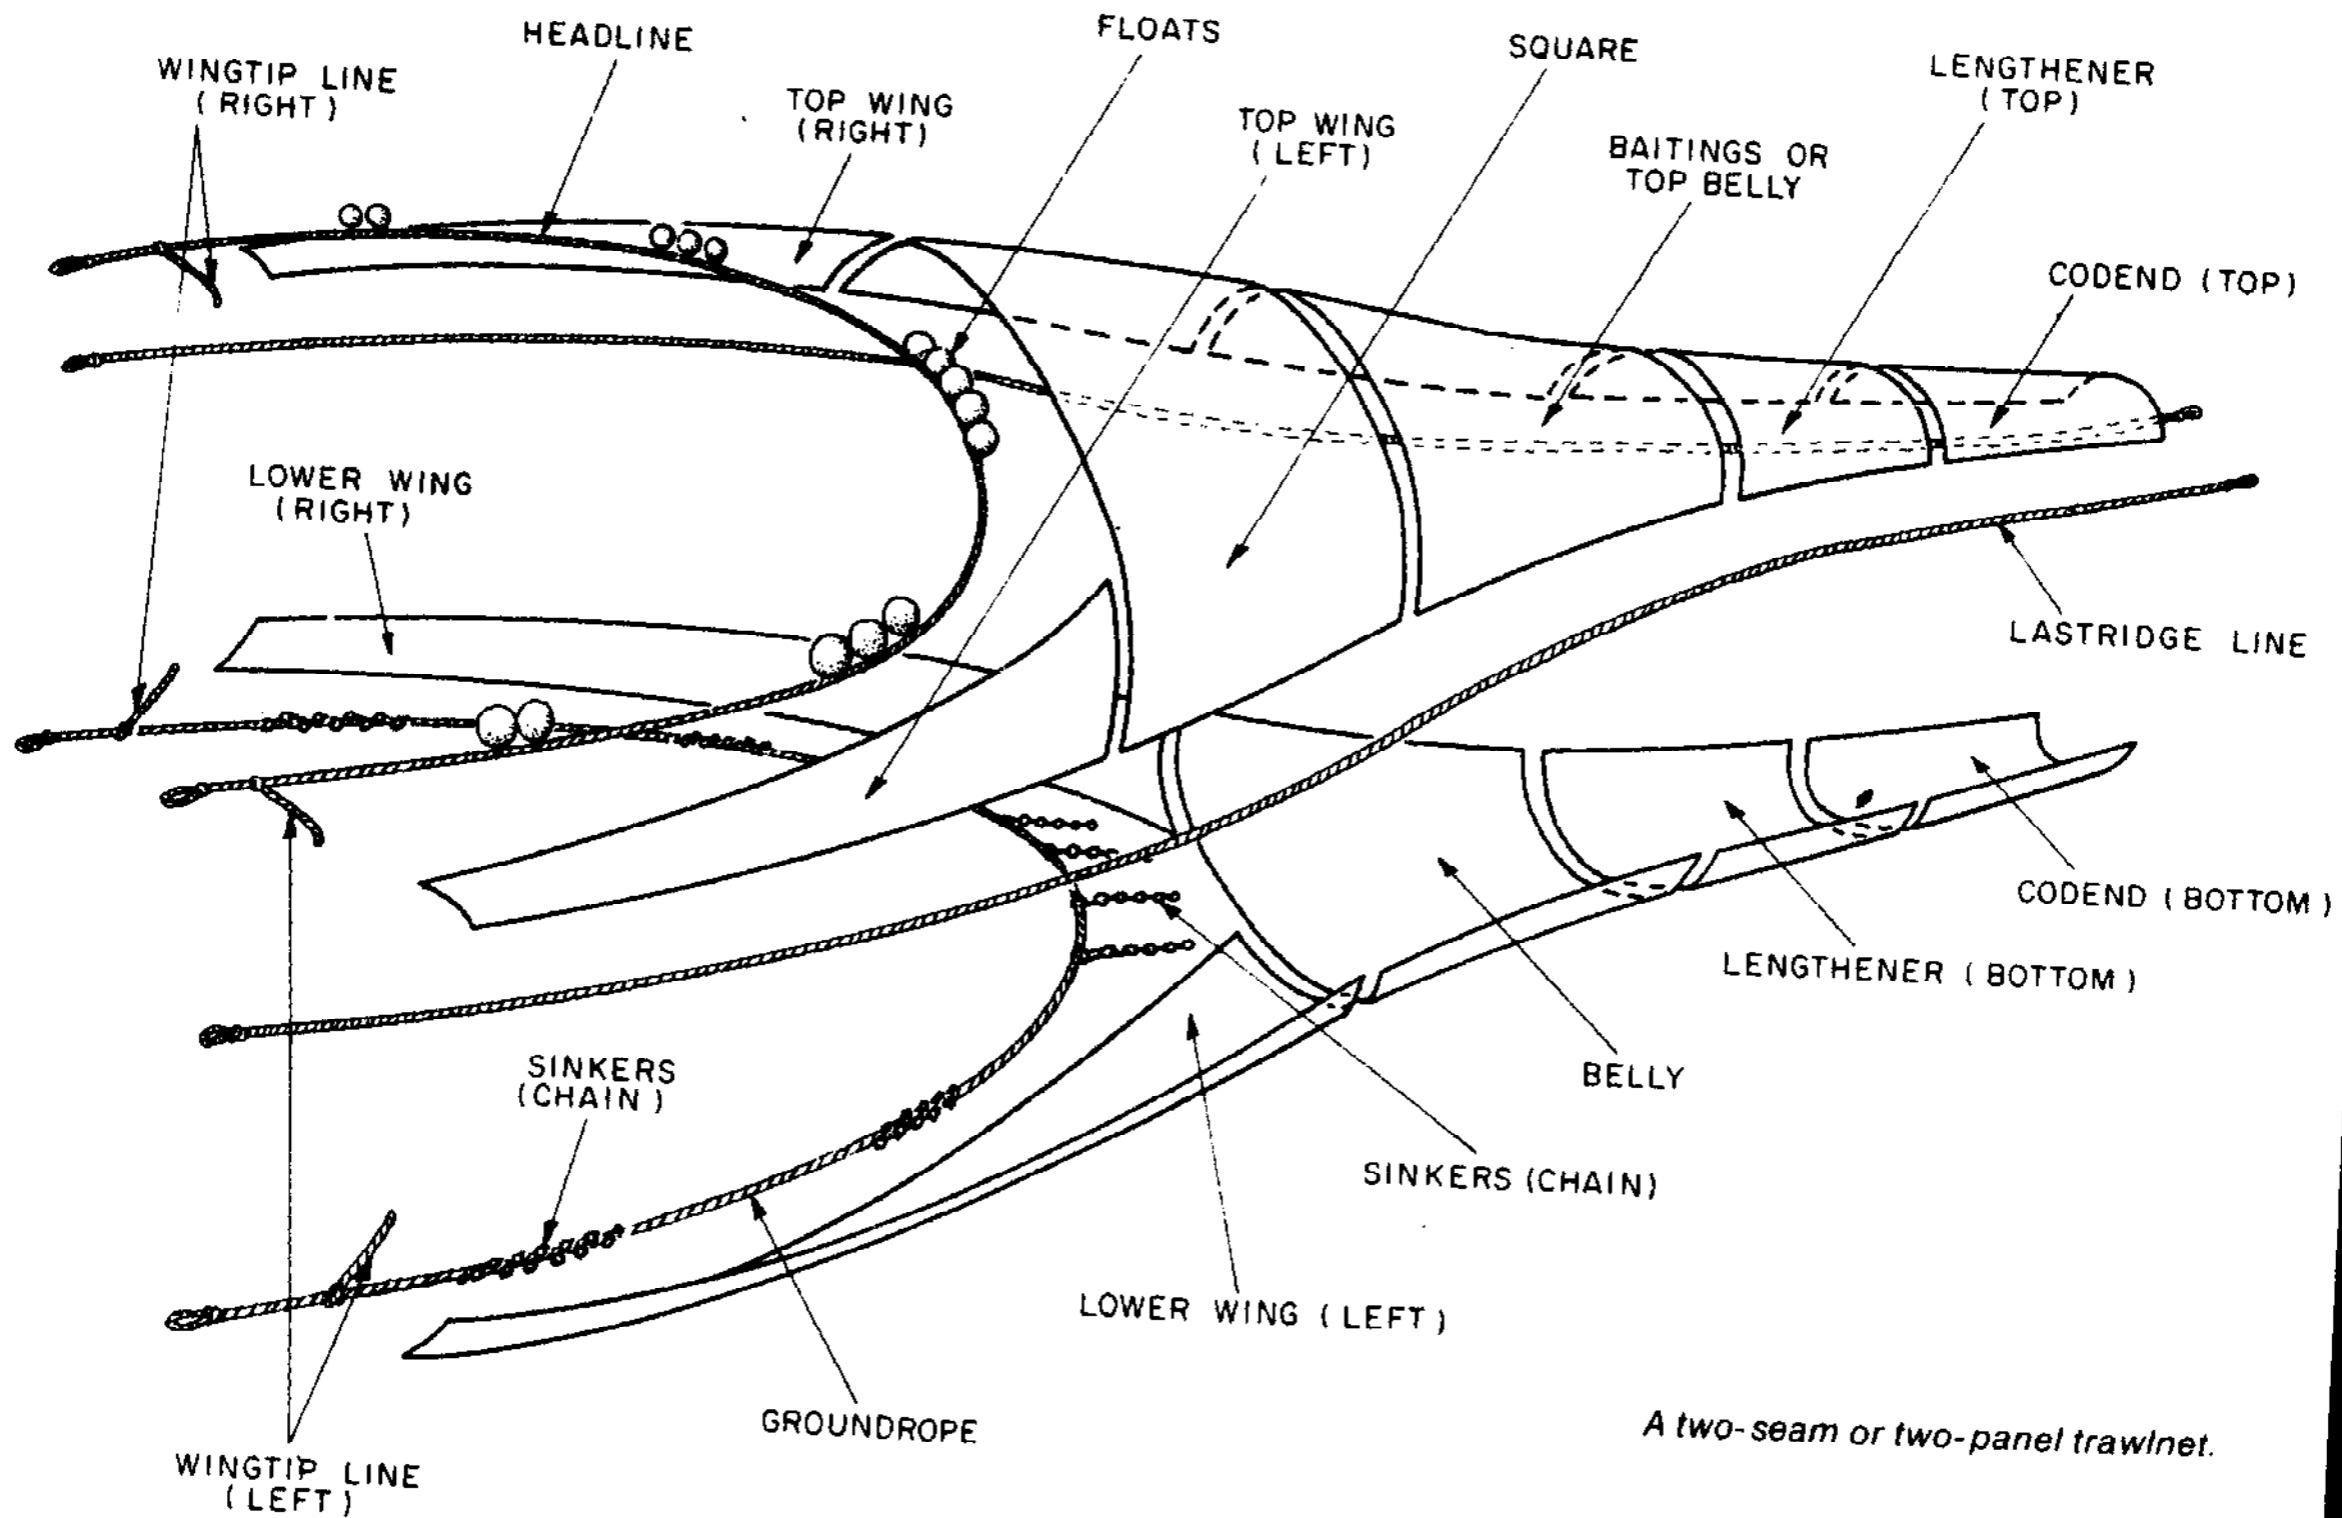 HEADLINE
FLOATS
SQUARE
WINGTIP LINE
(RIGHT)
TOP WING
(RIGHT)
TOP WING
(LEFT)
LENGTHENER
(TOP)
BAITINGS OR
TOP BELLY
CODEND (TOP)
LOWER WING
(RIGHT)
LASTRIDGE LINE
CODEND (BOTTOM)
LENGTHENER (BOTTOM)
BELLY
SINKERS
(CHAIN)
SINKERS (CHAIN)
LOWER WING (LEFT)
GROUNDROPE
WINGTIP LINE
(LEFT)
A two-seam or two-panel trawlnet.